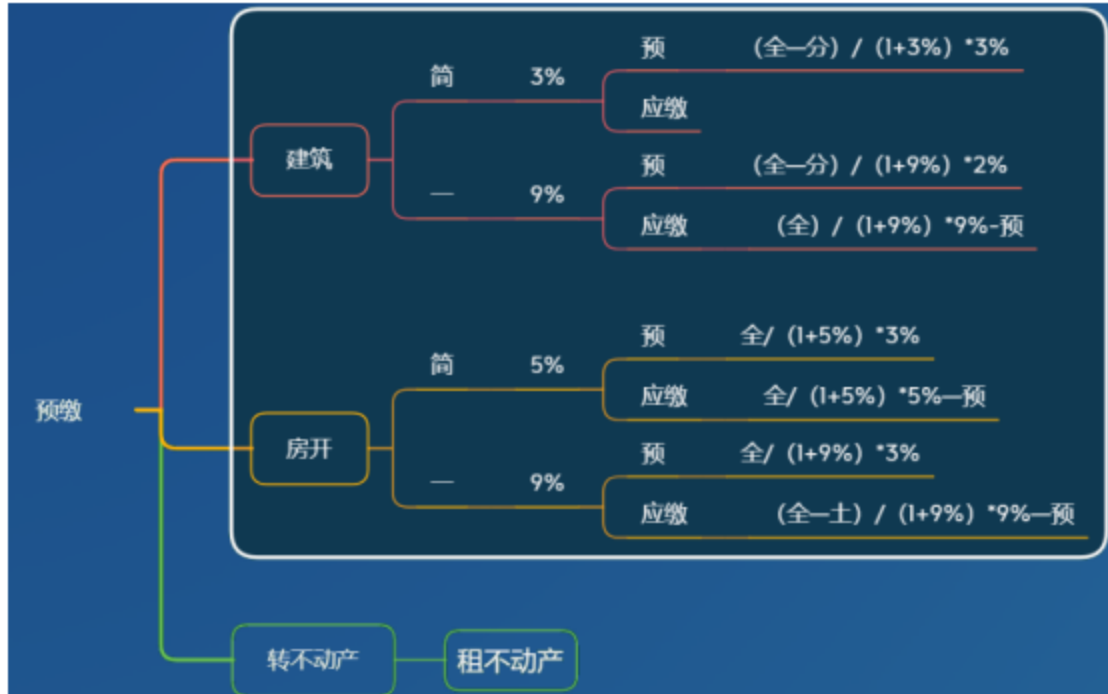 预缴
建筑
简 3%
预 (全—分) / (1+3%) *3%
应缴
一 9%
预 (全—分) / (1+9%) *2%
应缴 (全) / (1+9%) *9%-预
房开
简 5%
预 全/ (1+5%) *3%
应缴 全/ (1+5%) *5%—预
一 9%
预 全/ (1+9%) *3%
应缴 (全—土) / (1+9%) *9%—预
转不动产
租不动产